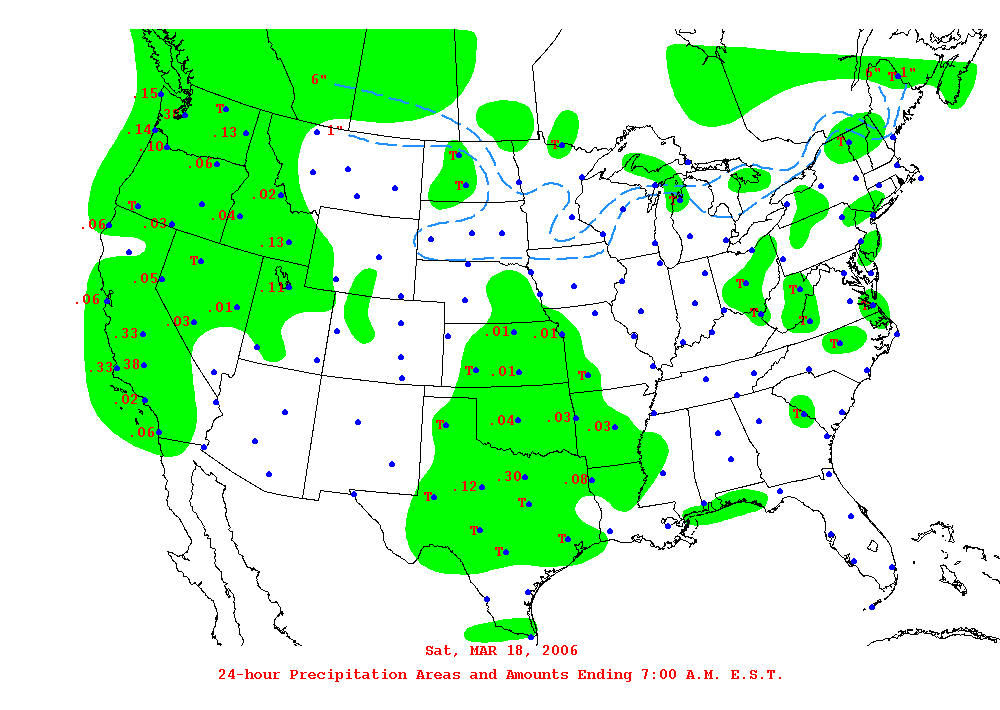 6" T 1"
6"
.15
T
.35
.14 .13 1"
.10 T T
.06 T
.02 T T
T
.06 .03 .04
.13
T
.05 .11 T T
.06 .03 .01 T T
.33 .01 .01 T
.33 .38 T .01 T
.02 T
.06 T .04 .03 .03
.12 .30 .08
T T
T T
T
Sat, MAR 18, 2006
24-hour Precipitation Areas and Amounts Ending 7:00 A.M. E.S.T.